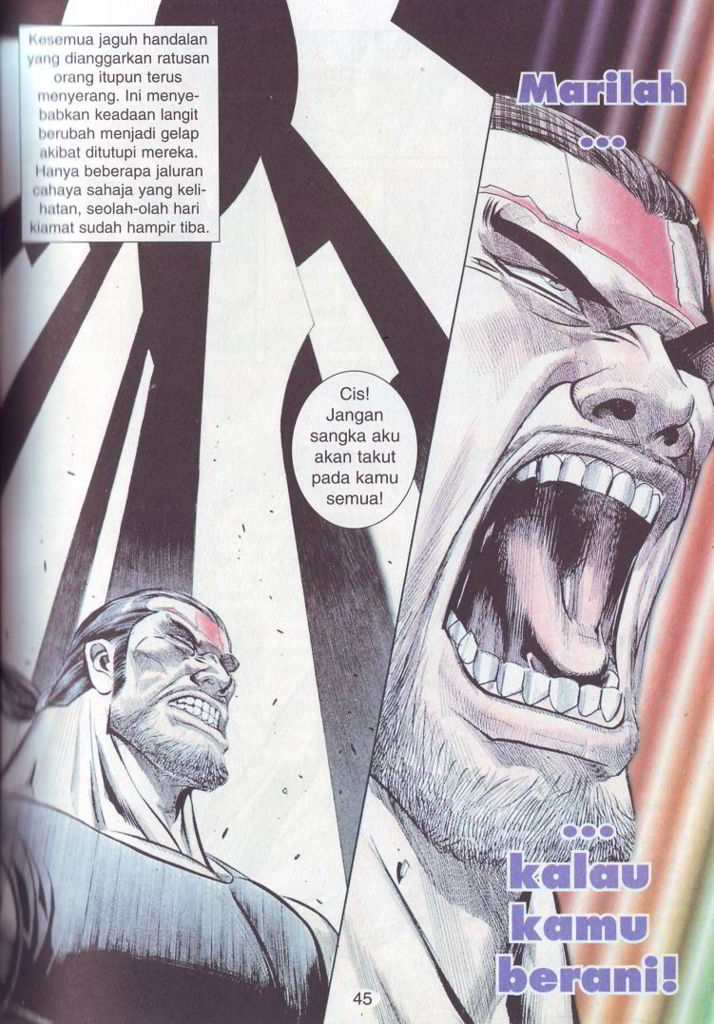 Kesemua jaguh handalan
yang dianggarkan ratusan
orang itupun terus
menyerang. Ini menye-
babkan keadaan langit
berubah menjadi gelap
akibat ditutupi mereka.
Hanya beberapa jaluran
cahaya sahaja yang keli-
hatan, seolah-olah hari
kiamat sudah hampir tiba.
Cis!
Jangan
sangka aku
akan takut
pada kamu
semua!
Marilah
...
...
kalau
kamu
berani!
45